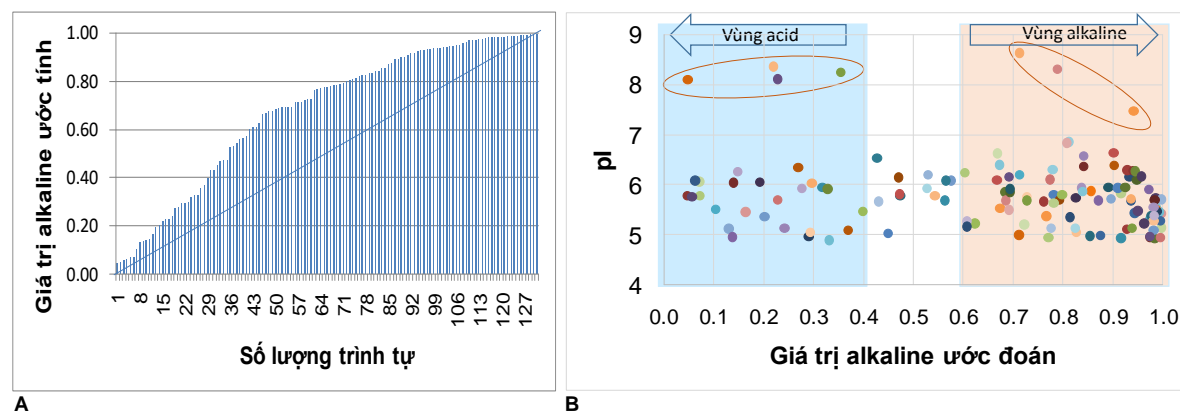 Giá trị alkaline ước tính
1.00
0.80
0.60
0.40
0.20
0.00
1 8 15 22 29 36 43 50 57 64 71 78 85 92 99 106 113 120 127
Số lượng trình tự
A
Vùng acid
Vùng alkaline
pI
9
8
7
6
5
4
0.0 0.1 0.2 0.3 0.4 0.5 0.6 0.7 0.8 0.9 1.0
Giá trị alkaline ước đoán
B